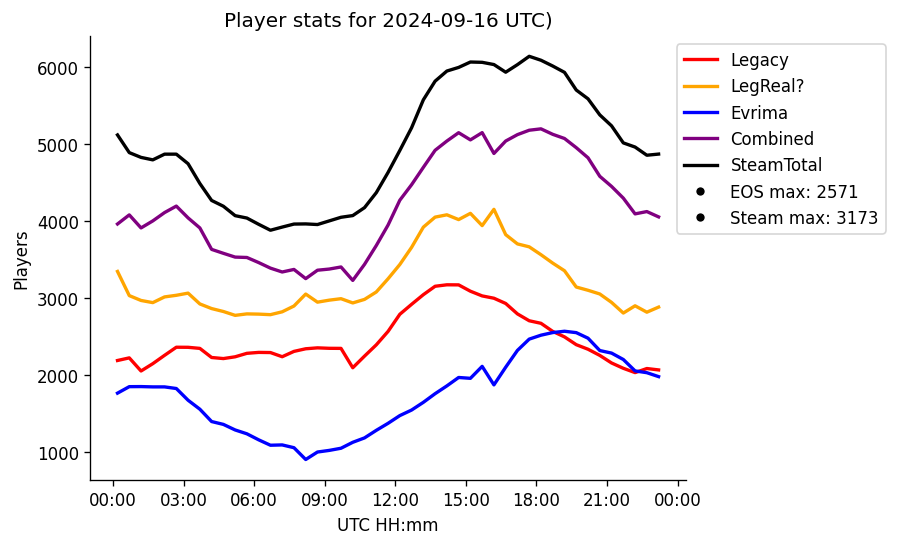 Player stats for 2024-09-16 UTC)
Legacy
LegReal?
Evrima
Combined
SteamTotal
EOS max: 2571
Steam max: 3173
Players
6000
5000
4000
3000
2000
1000
00:00 03:00 06:00 09:00 12:00 15:00 18:00 21:00 00:00
UTC HH:mm